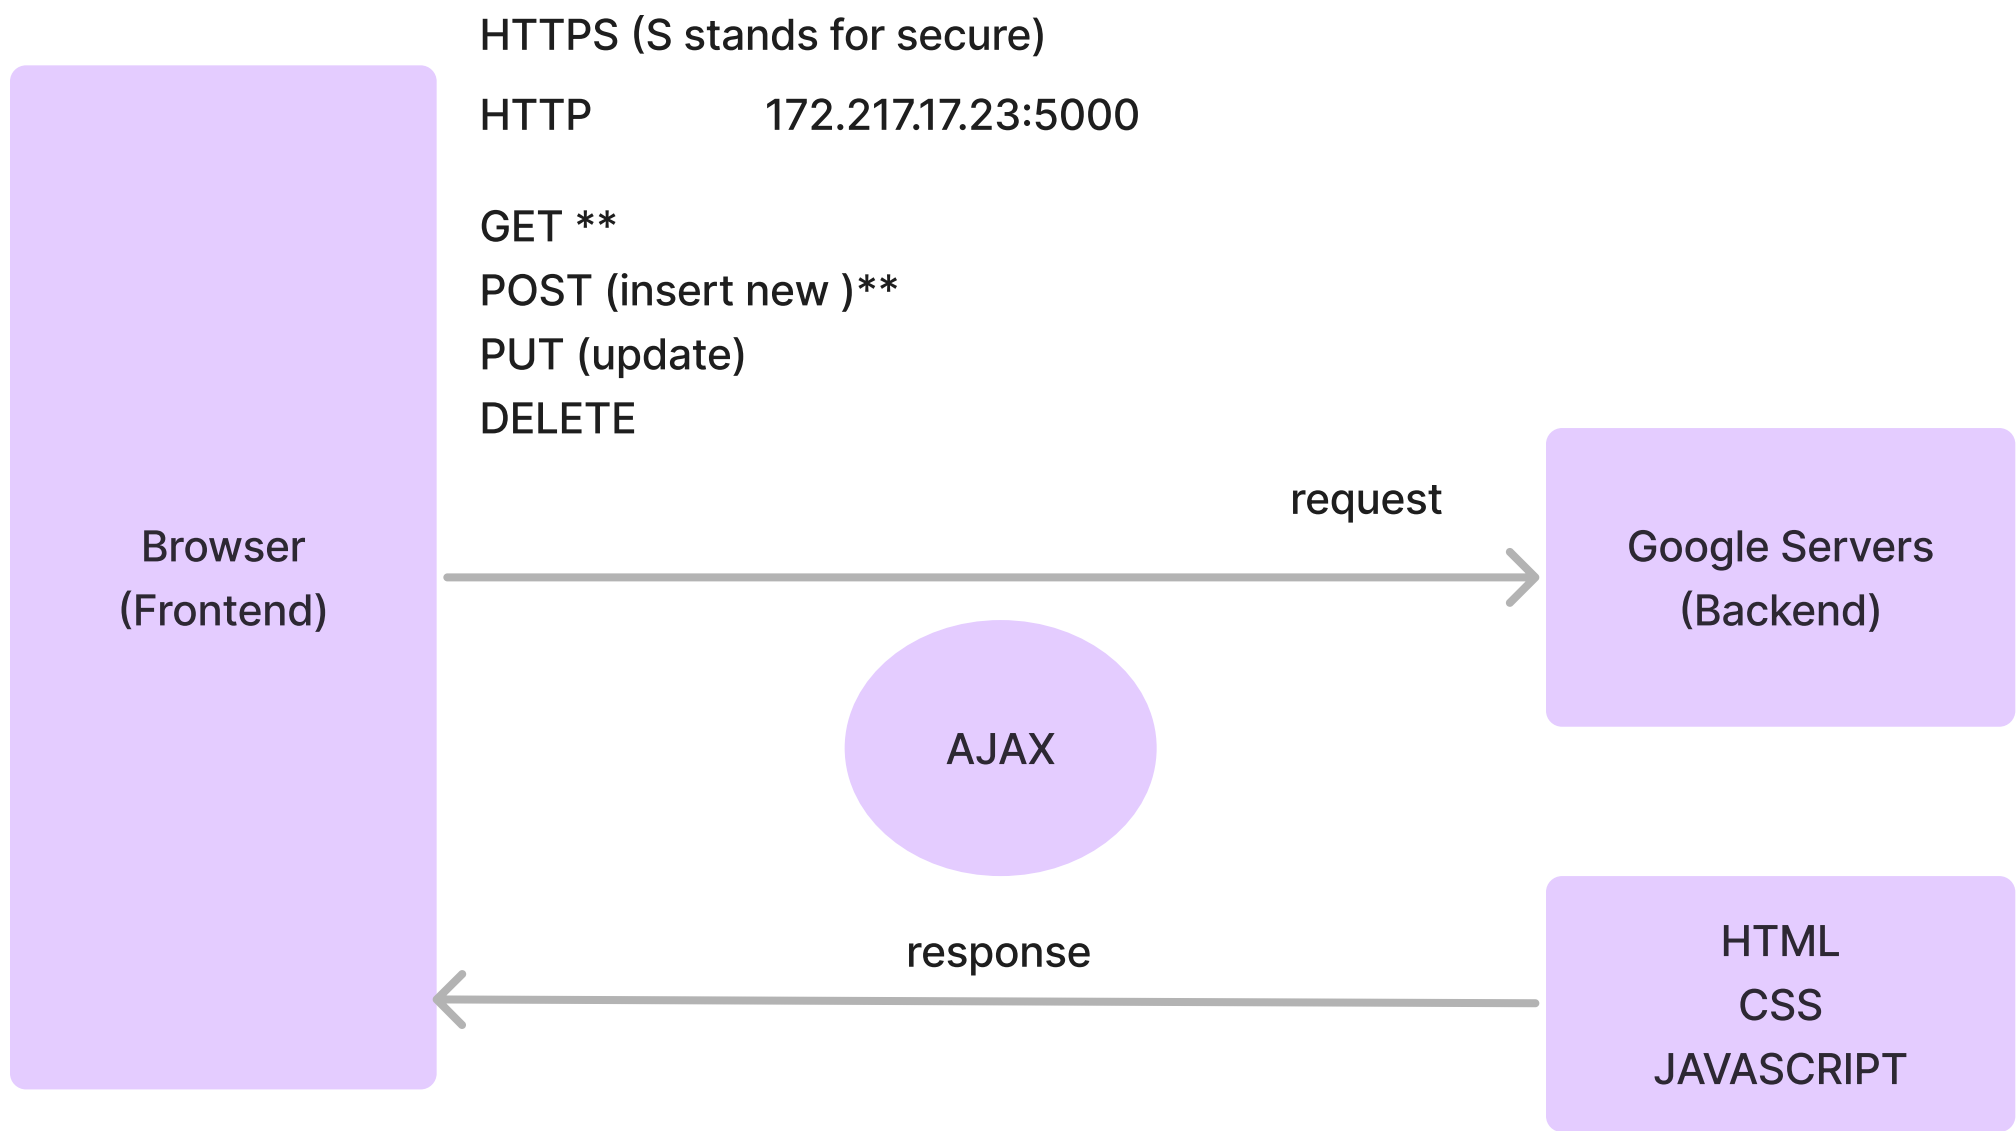 HTTPS (S stands for secure)
HTTP 172.217.17.23:5000
GET **
POST (insert new )**
PUT (update)
DELETE
request
Browser
(Frontend)
Google Servers
(Backend)
AJAX
response
HTML
CSS
JAVASCRIPT